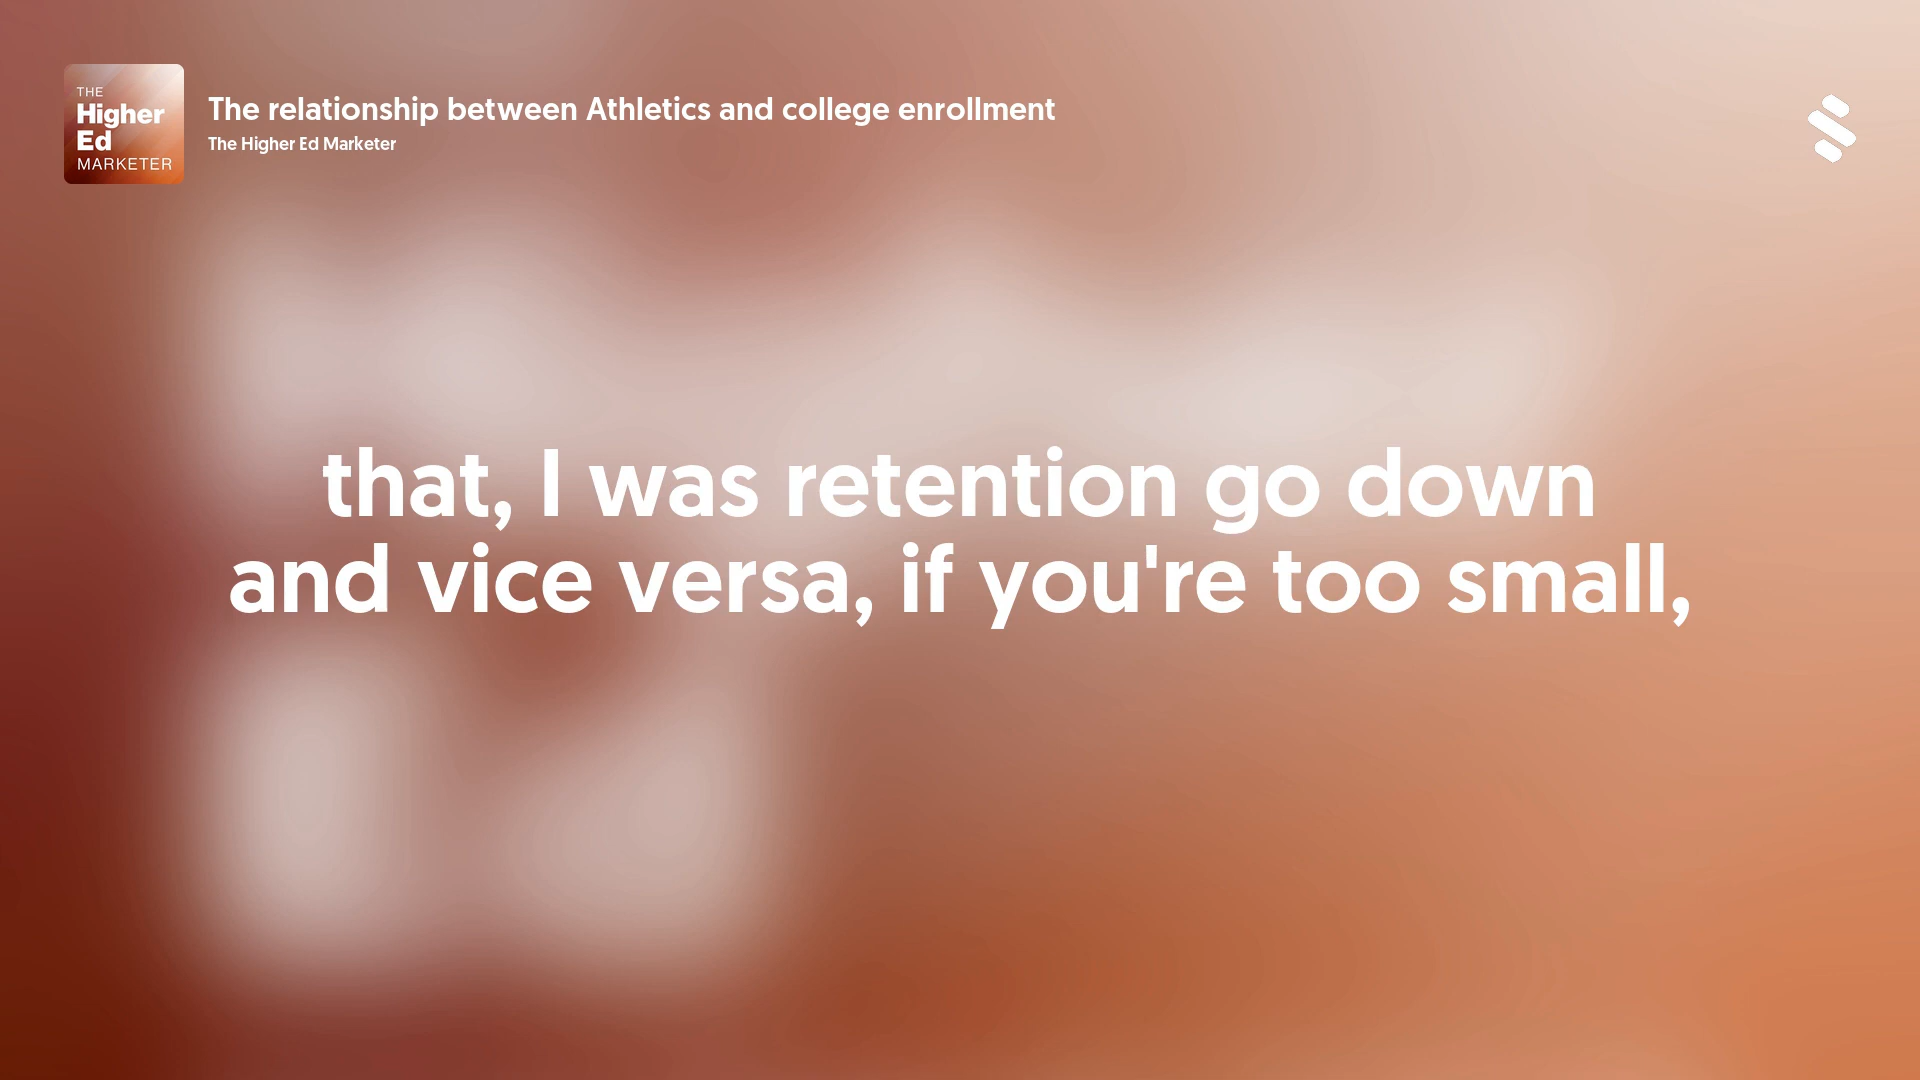 THE
Higher
Ed
MARKETER
The relationship between Athletics and college enrollment
The Higher Ed Marketer
that, I was retention go down
and vice versa, if you're too small,